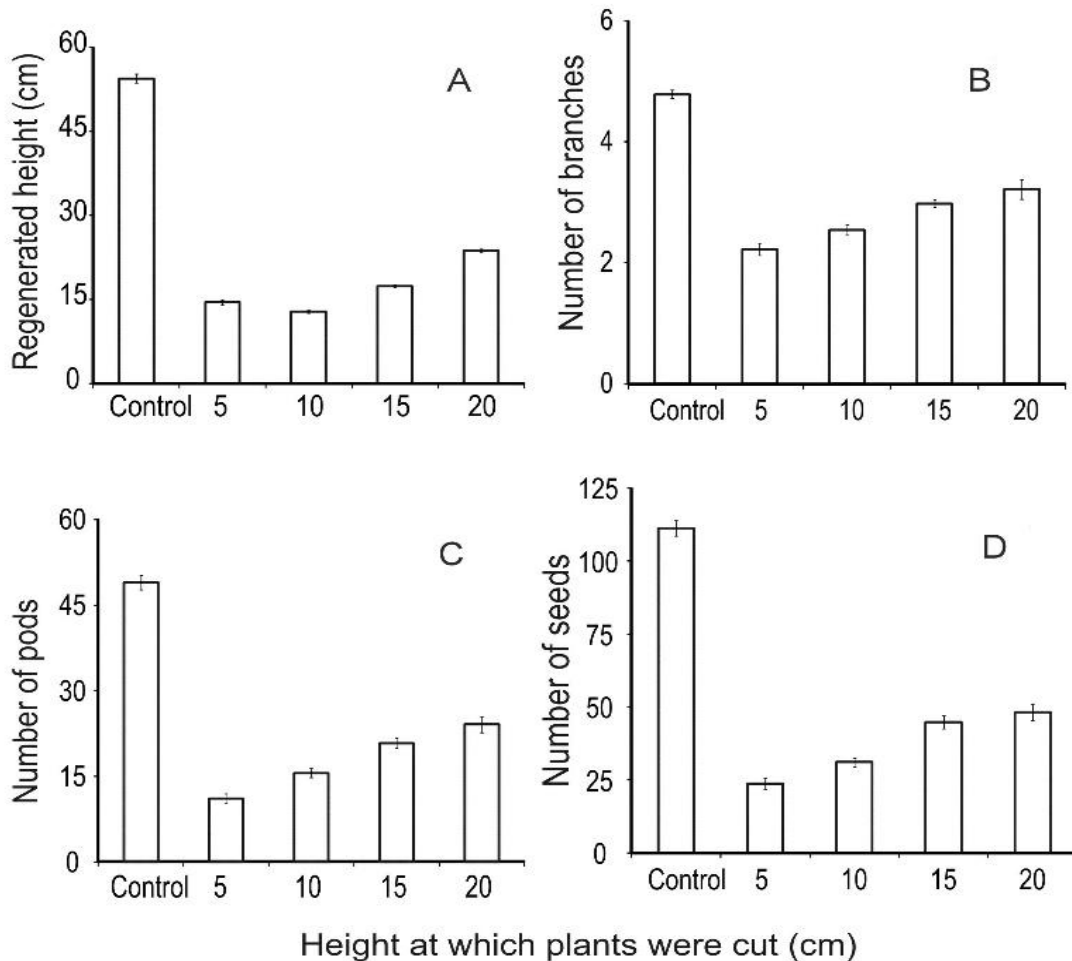 Regenerated height (cm)
60
45
30
15
0
A
Control 5 10 15 20
Number of branches
6
4
2
0
B
Control 5 10 15 20
Number of pods
60
45
30
15
0
C
Control 5 10 15 20
Number of seeds
125
100
75
50
25
0
D
Control 5 10 15 20
Height at which plants were cut (cm)